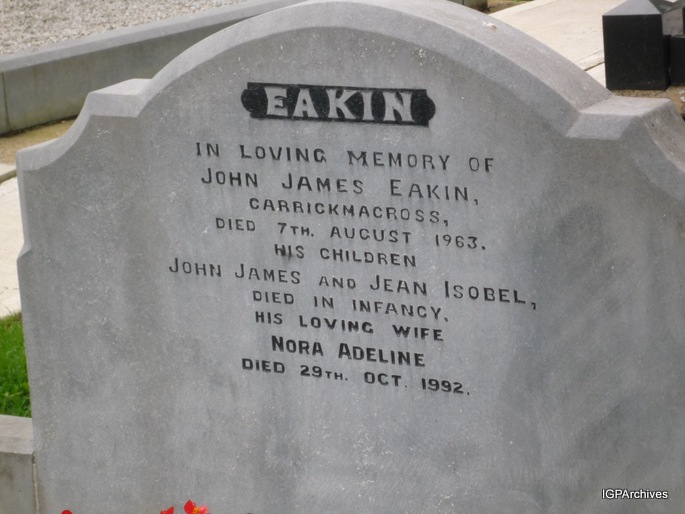 EAKIN
IN LOVING MEMORY OF
JOHN JAMES EAKIN,
CARRICKMACROSS,
DIED 7TH. AUGUST 1963.
HIS CHILDREN
JOHN JAMES AND JEAN ISOBEL,
DIED IN INFANCY.
HIS LOVING WIFE
NORA ADELINE
DIED 29TH. OCT. 1992.
IGPArchives